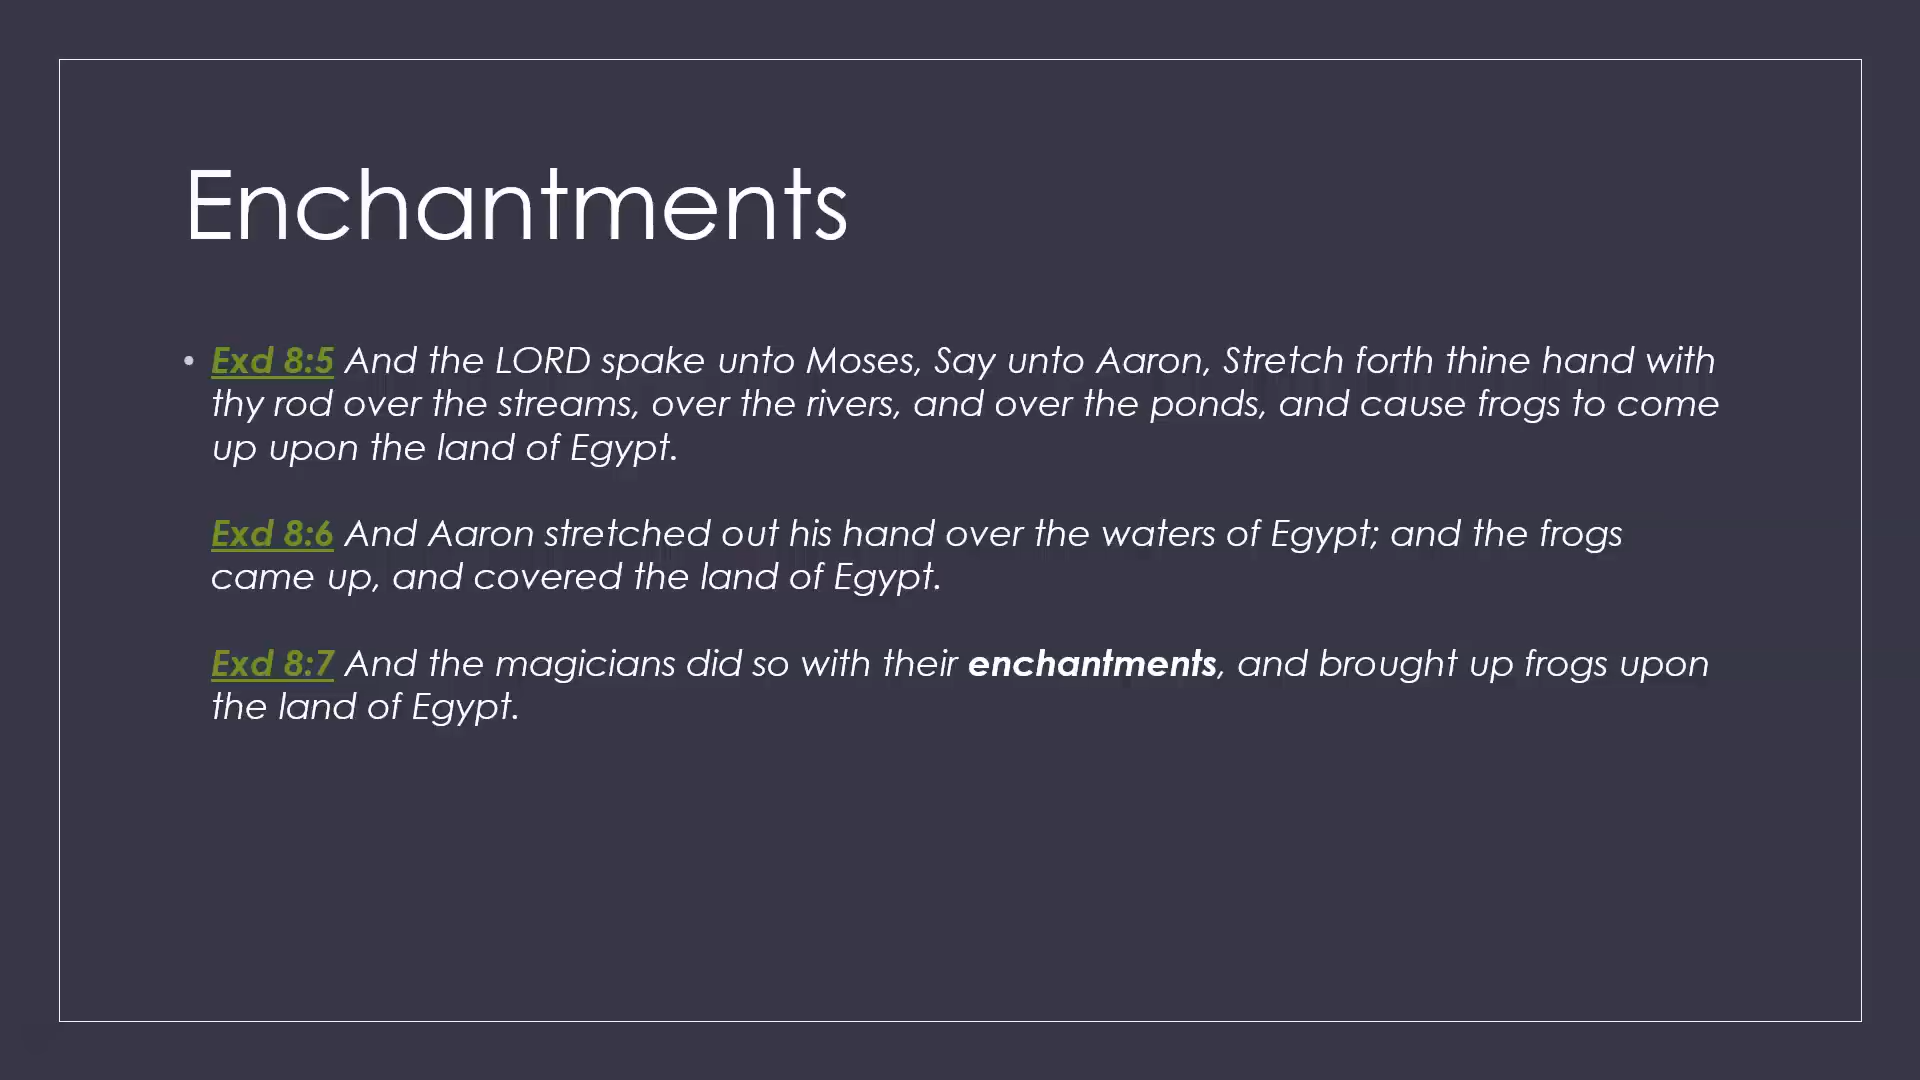 Enchantments
• Exd 8:5 And the LORD spake unto Moses, Say unto Aaron, Stretch forth thine hand with
thy rod over the streams, over the rivers, and over the ponds, and cause frogs to come
up upon the land of Egypt.
Exd 8:6 And Aaron stretched out his hand over the waters of Egypt; and the frogs
came up, and covered the land of Egypt.
Exd 8:7 And the magicians did so with their enchantments, and brought up frogs upon
the land of Egypt.